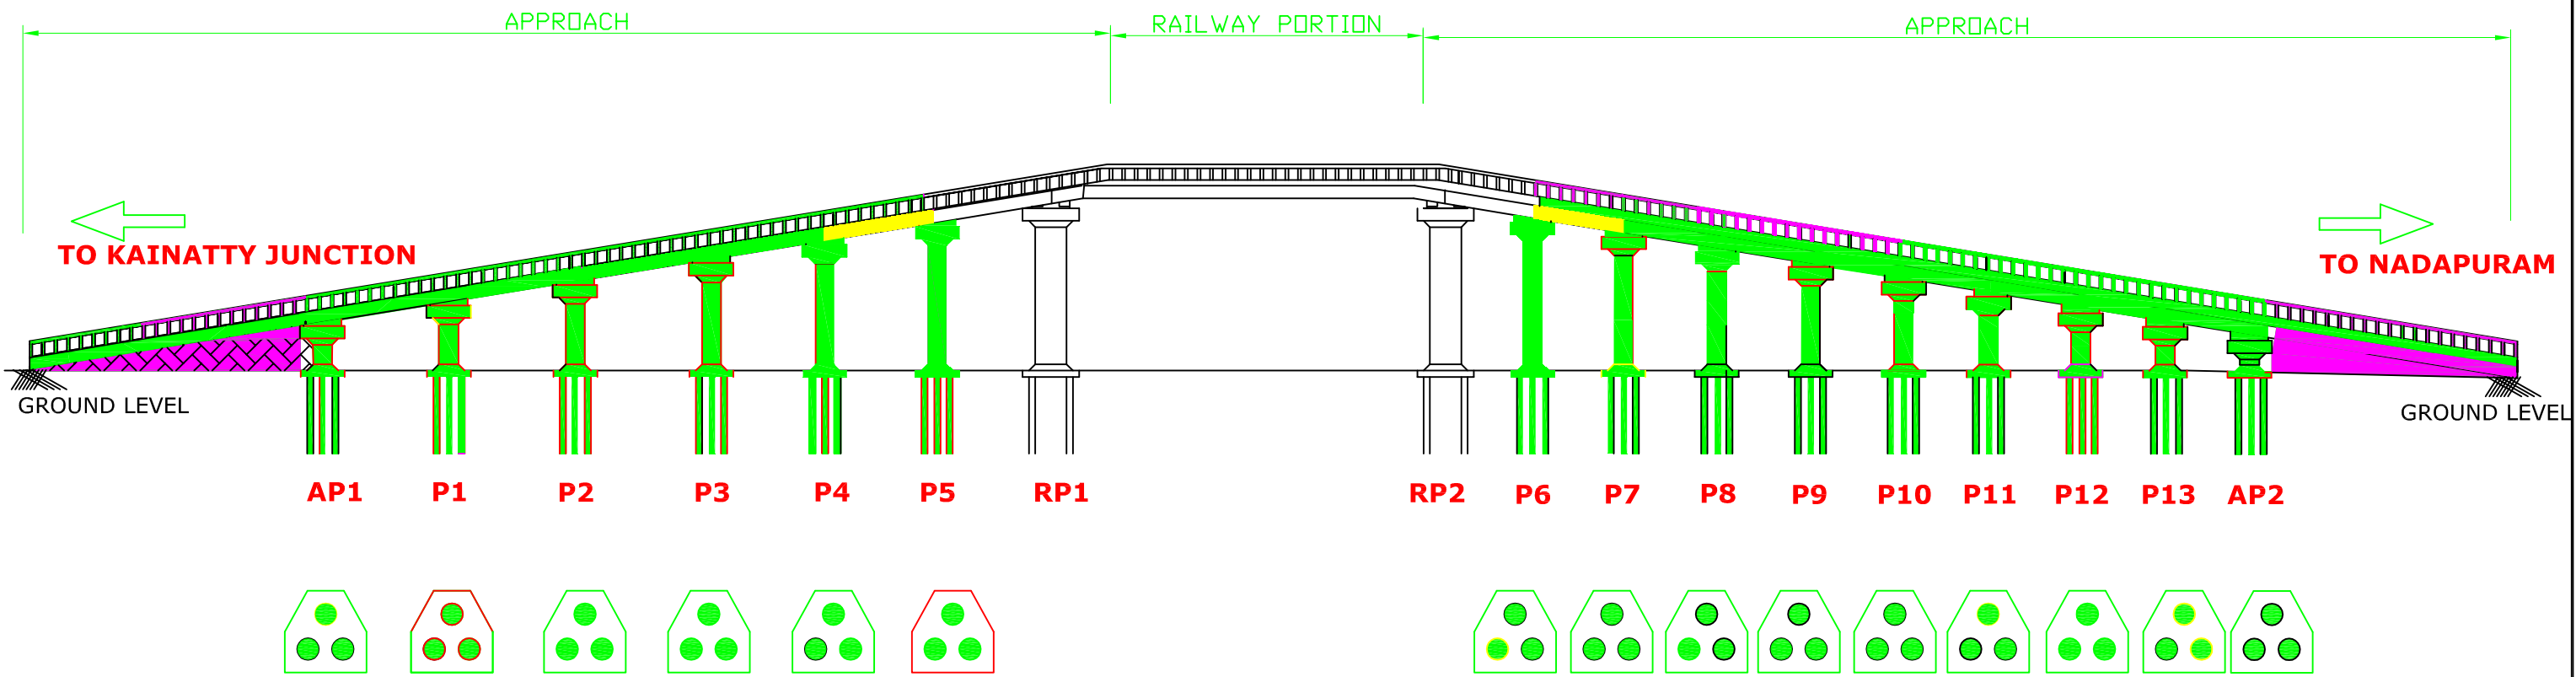 APPROACH
RAILWAY PORTION
APPROACH
TO KAINATTY JUNCTION
TO NADAPURAM
GROUND LEVEL
GROUND LEVEL
AP1 P1 P2 P3 P4 P5 RP1 RP2 P6 P7 P8 P9 P10 P11 P12 P13 AP2